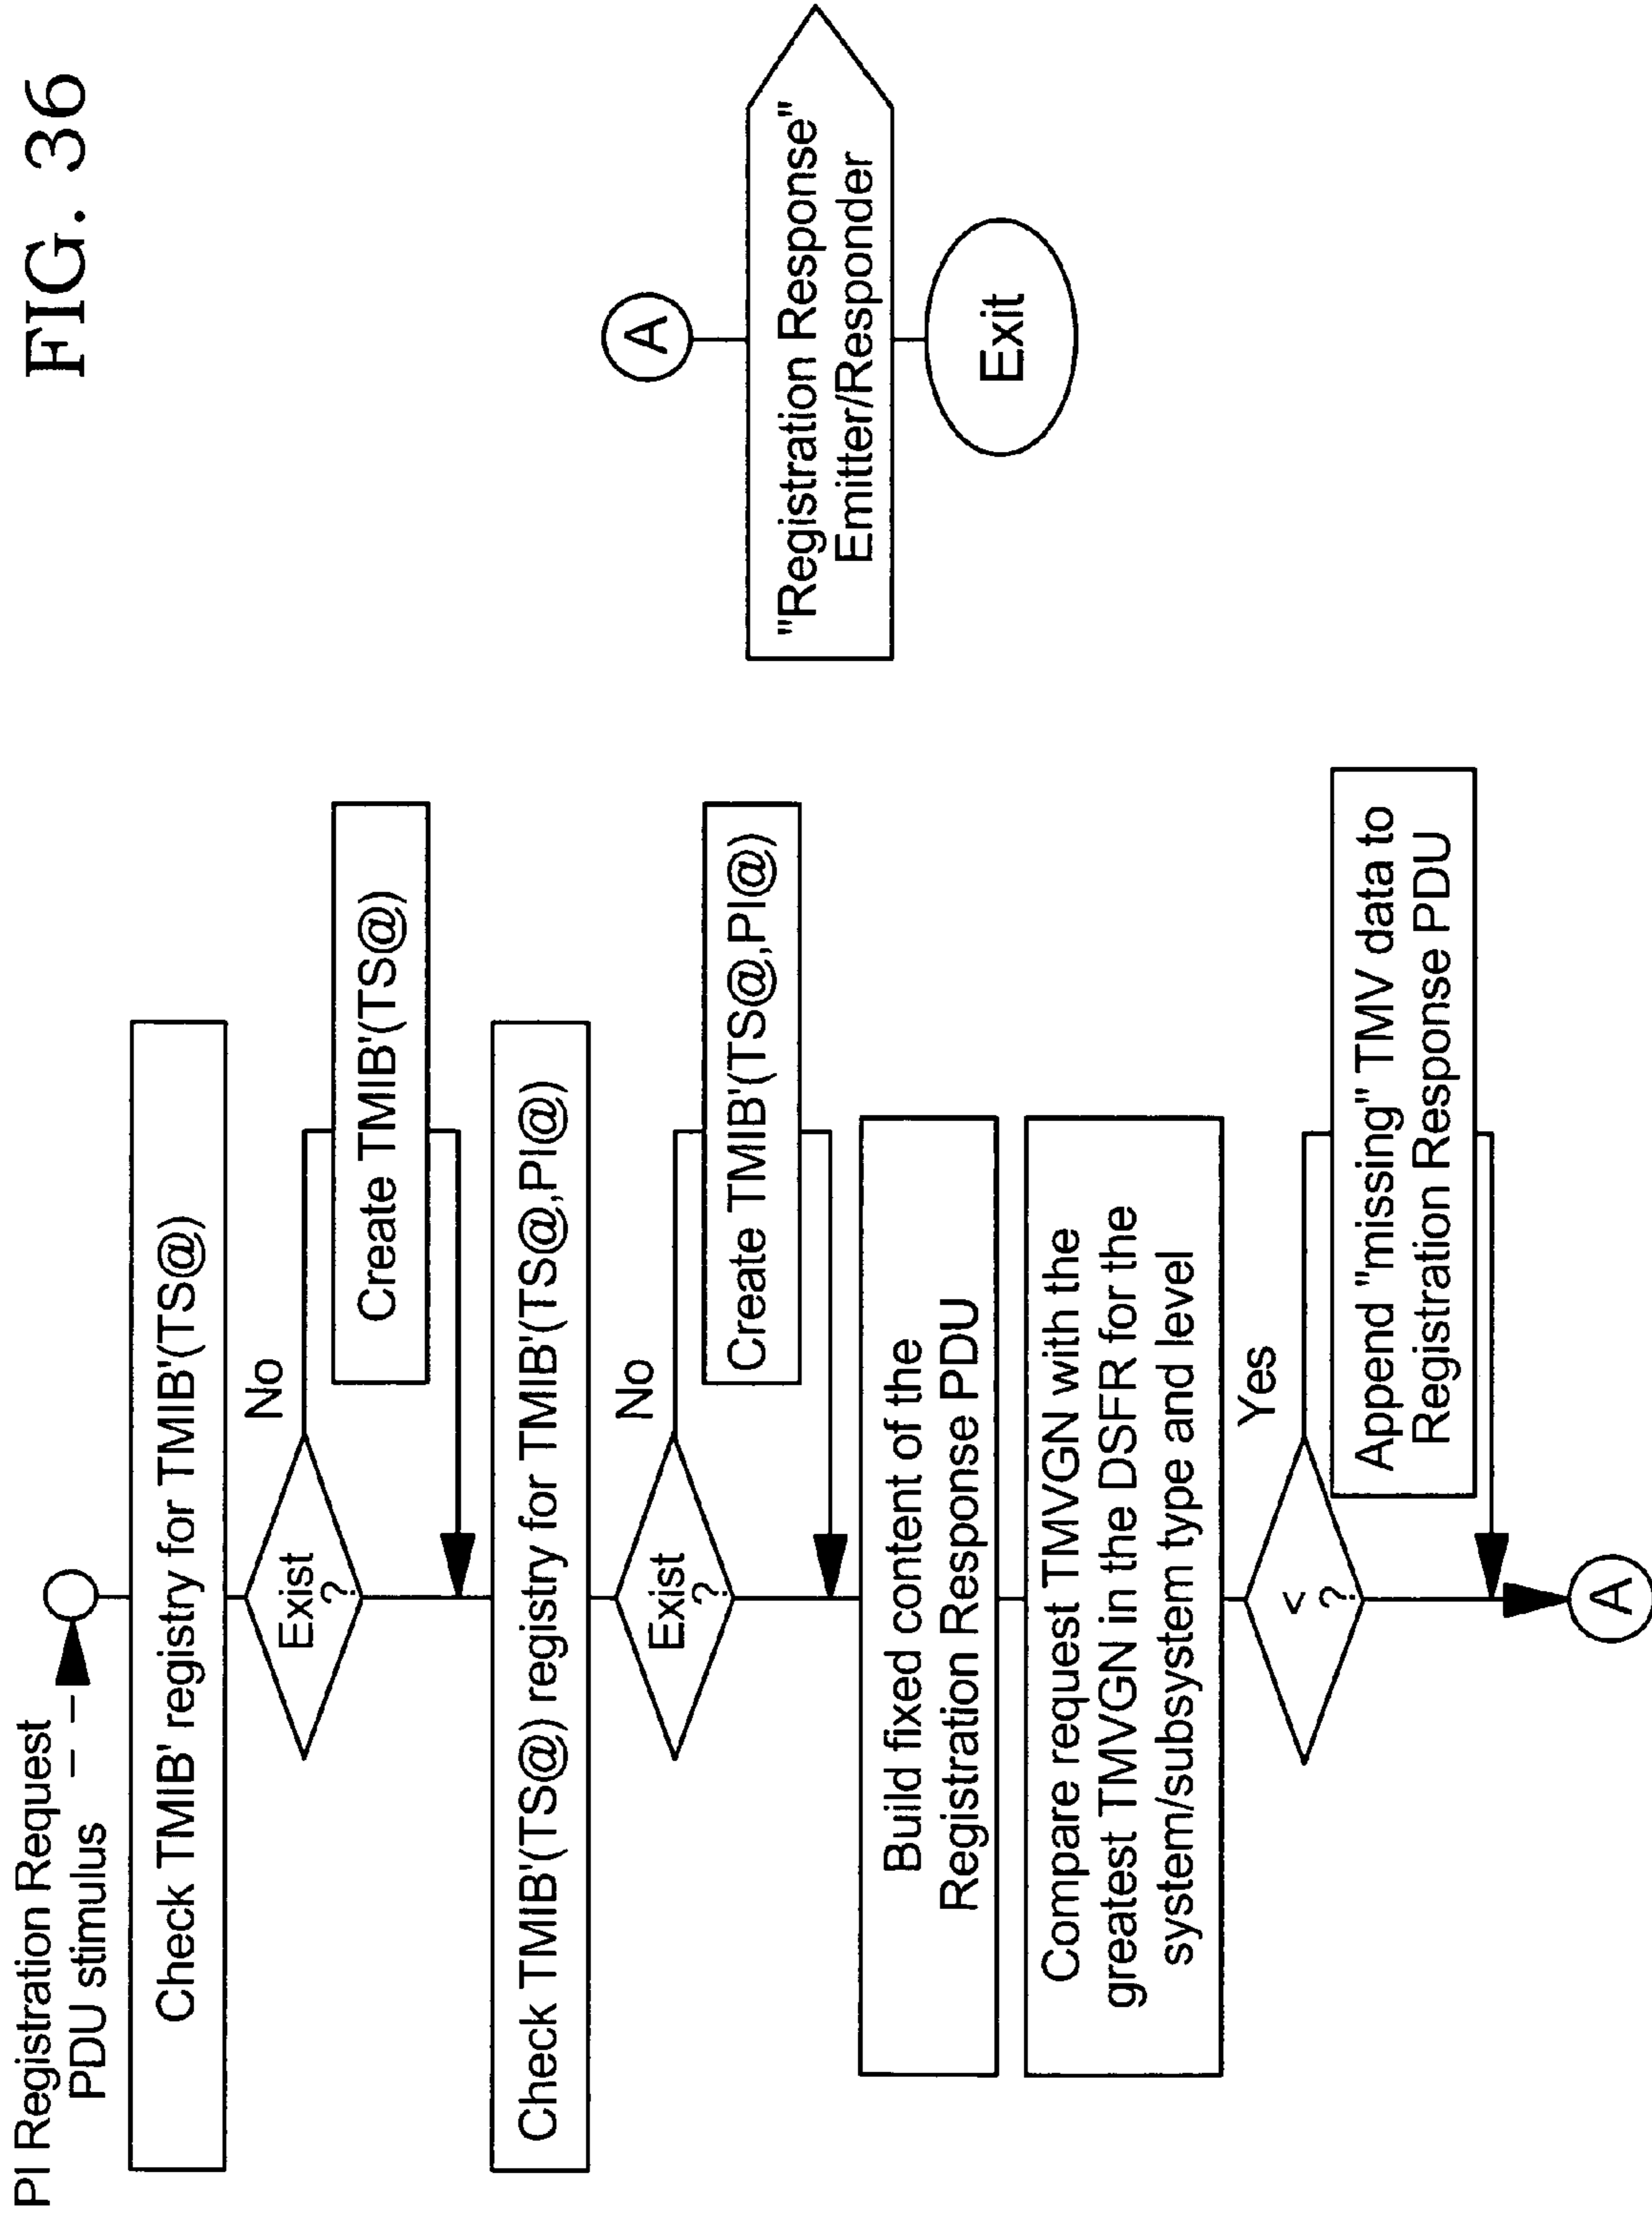 FIG. 36
PI Registration Request
PDU stimulus
Check TMIB' registry for TMIB'(TS@)
Exist
?
No
Create TMIB'(TS@)
Check TMIB'(TS@) registry for TMIB'(TS@,PI@)
Exist
?
No
Create TMIB'(TS@,PI@)
Build fixed content of the
Registration Response PDU
Compare request TMVGN with the
greatest TMVGN in the DSFR for the
system/subsystem type and level
<
?
Yes
Append "missing" TMV data to
Registration Response PDU
A
A
"Registration Response"
Emitter/Responder
Exit